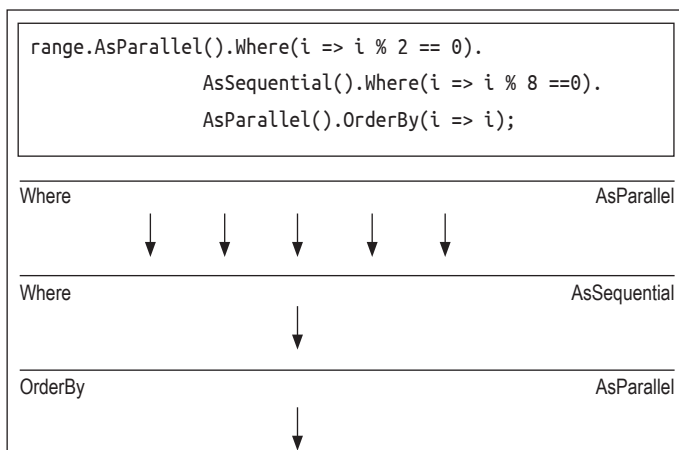 range.AsParallel().Where(i => i % 2 == 0).
AsSequential().Where(i => i % 8 ==0).
AsParallel().OrderBy(i => i);
Where AsParallel
Where AsSequential
OrderBy AsParallel